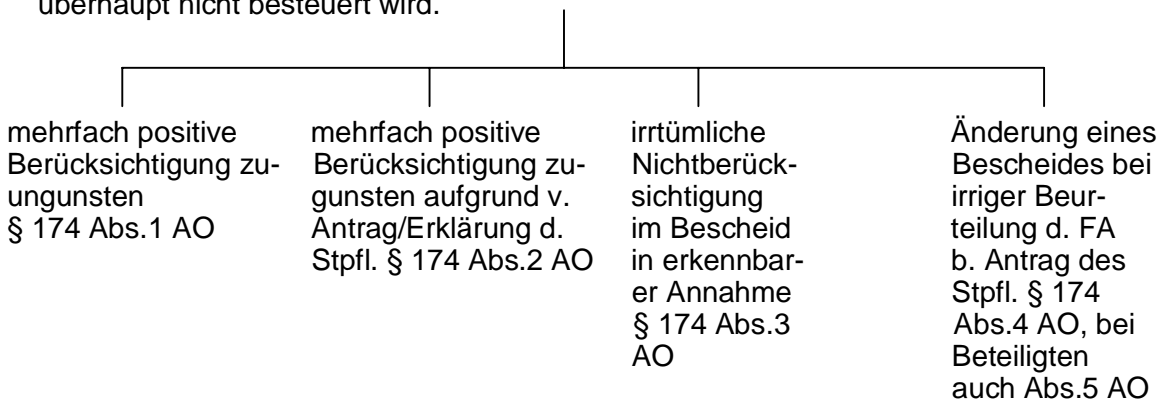 überhaupt nicht besteuert wird.
mehrfach positive
Berücksichtigung zu-
ungunsten
§ 174 Abs.1 AO
mehrfach positive
Berücksichtigung zu-
gunsten aufgrund v.
Antrag/Erklärung d.
Stpfl. § 174 Abs.2 AO
irrtümliche
Nichtberück-
sichtigung
im Bescheid
in erkennbar-
er Annahme
§ 174 Abs.3
AO
Änderung eines
Bescheides bei
irriger Beur-
teilung d. FA
b. Antrag des
Stpfl. § 174
Abs.4 AO, bei
Beteiligten
auch Abs.5 AO